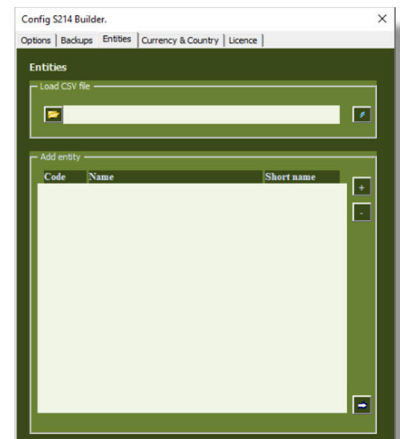 Config S214 Builder.
Options Backups Entities Currency & Country Licence
Entities
Load CSV file
Add entity
Code Name Short name
+
-